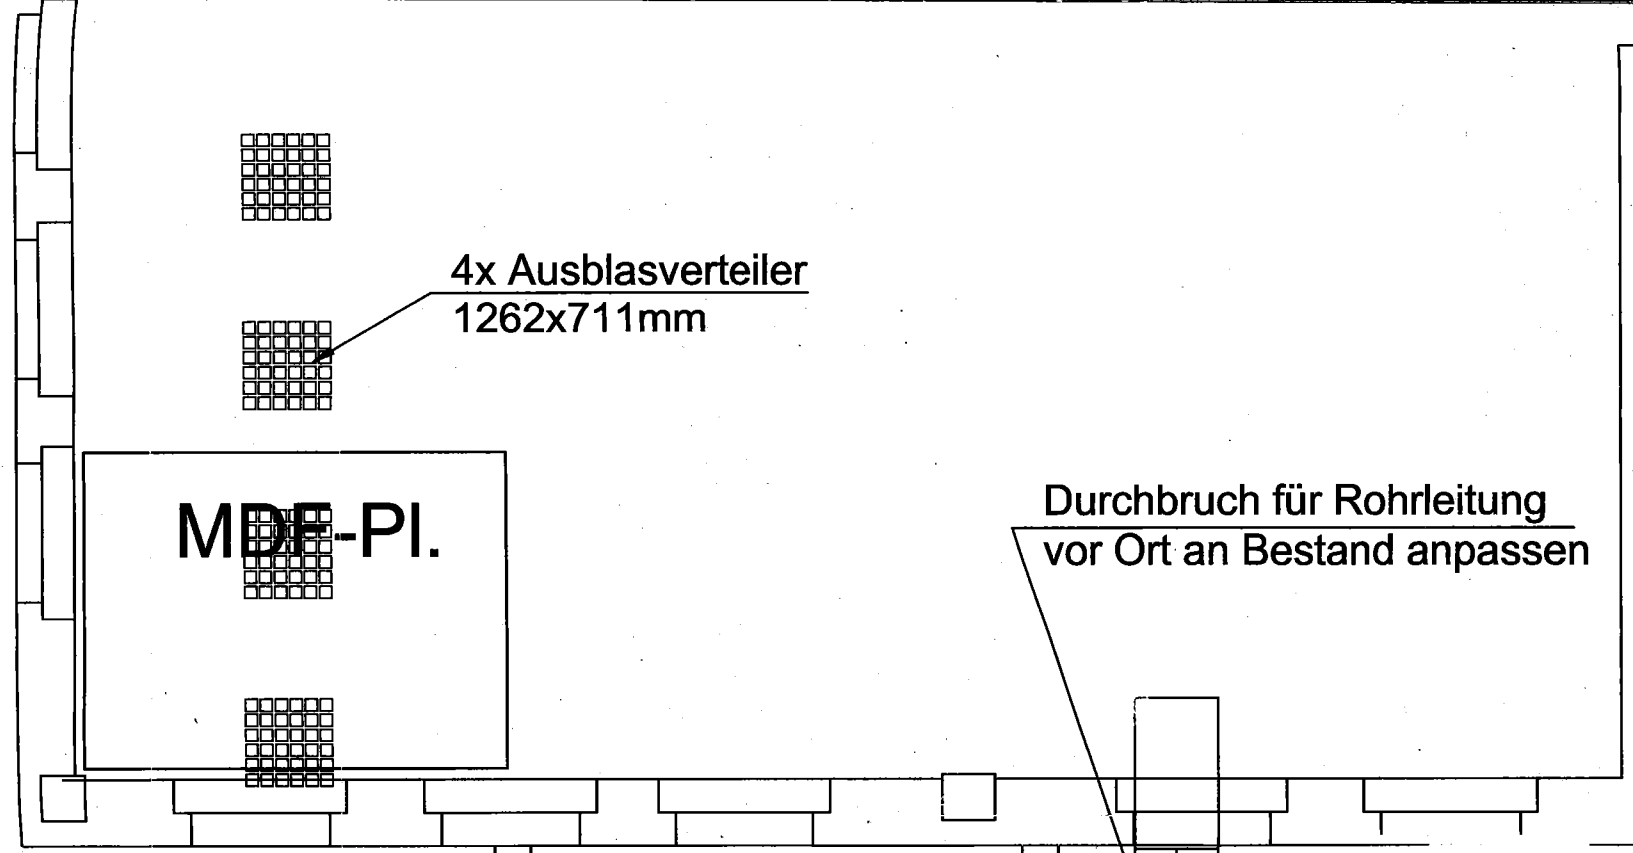 4x Ausblasverteiler
1262x711mm
Durchbruch für Rohrleitung
vor Ort an Bestand anpassen
MDF-Pl.